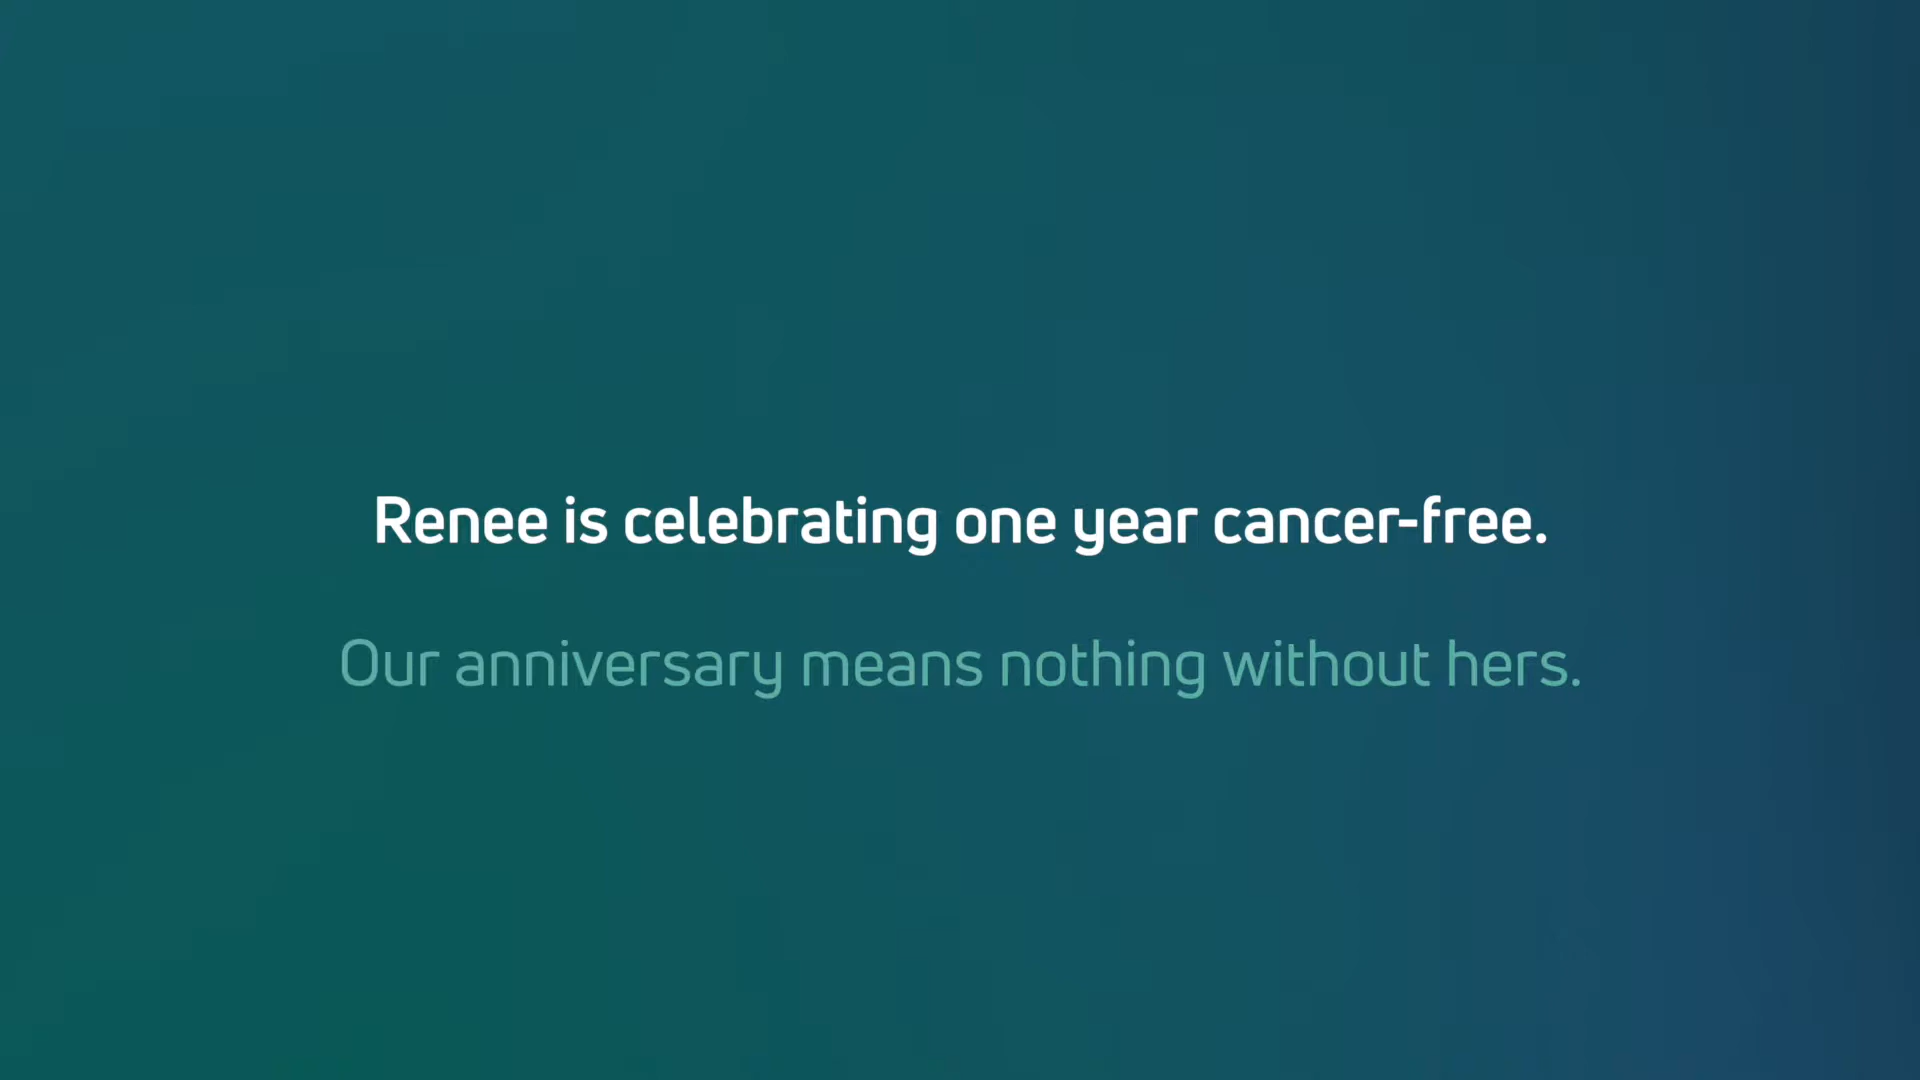 Renee is celebrating one year cancer-free.
Our anniversary means nothing without hers.